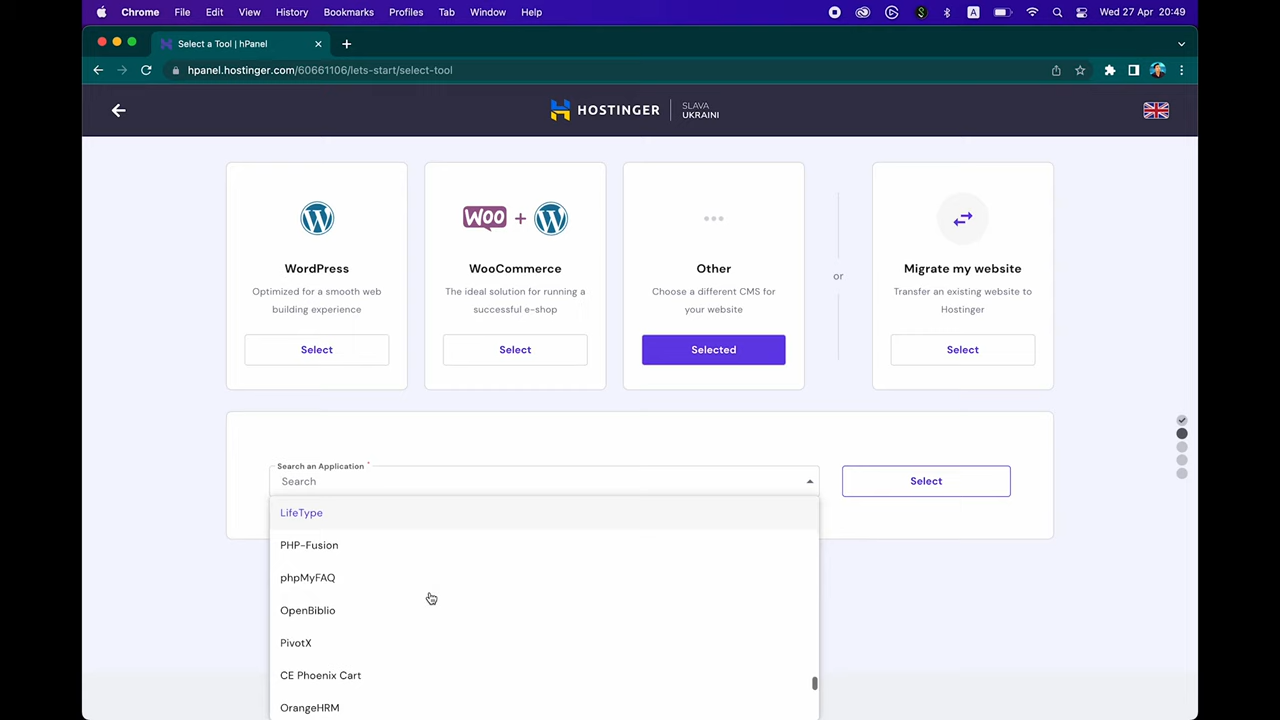 Chrome File Edit View History Bookmarks Profiles Tab Window Help
A Wed 27 Apr 20:49
Select a Tool | hPanel
hpanel.hostinger.com/60661106/lets-start/select-tool
HOSTINGER
SLAVA
UKRAINI
WOO +
WordPress
Optimized for a smooth web
building experience
Select
WooCommerce
The ideal solution for running a
successful e-shop
Select
Other
Choose a different CMS for
your website
Selected
or
Migrate my website
Transfer an existing website to
Hostinger
Select
Search an Application *
Search
Select
LifeType
PHP-Fusion
phpMyFAQ
OpenBiblio
PivotX
CE Phoenix Cart
OrangeHRM